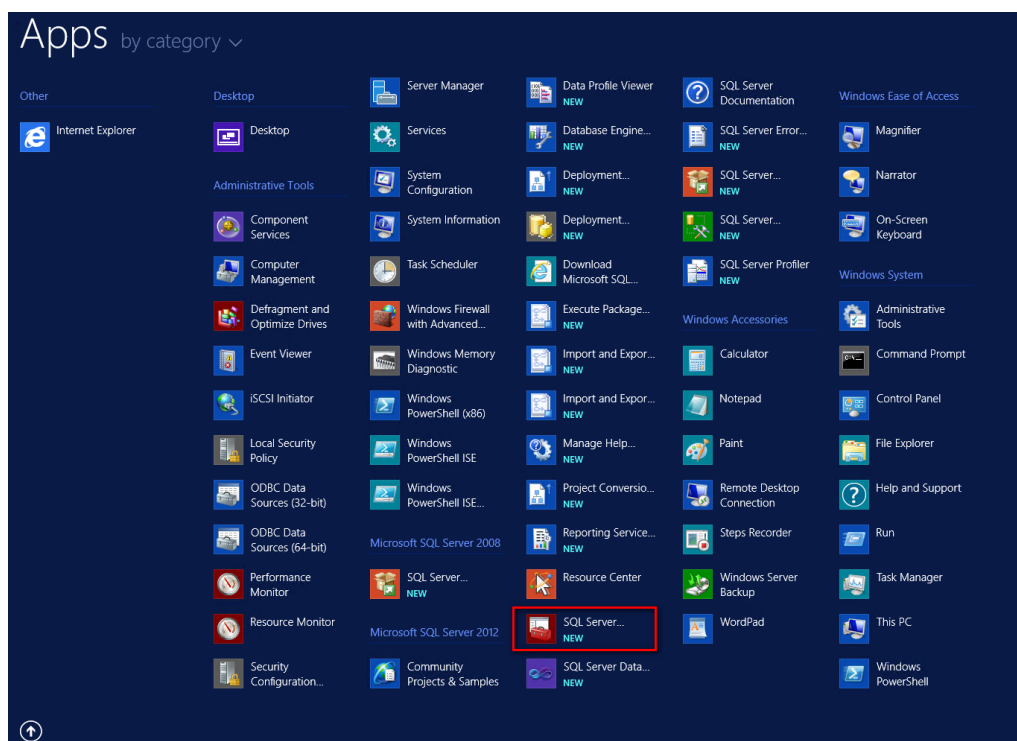 Apps by category
Other
Internet Explorer
Desktop
Desktop
Administrative Tools
Component
Services
Computer
Management
Defragment and
Optimize Drives
Event Viewer
iSCSI Initiator
Local Security
Policy
ODBC Data
Sources (32-bit)
ODBC Data
Sources (64-bit)
Performance
Monitor
Resource Monitor
Security
Configuration...
Server Manager
Services
System
Configuration
System Information
Task Scheduler
Windows Firewall
with Advanced...
Windows Memory
Diagnostic
Windows
PowerShell (x86)
Windows
PowerShell ISE
Windows
PowerShell ISE...
Microsoft SQL Server 2008
SQL Server...
NEW
Microsoft SQL Server 2012
Community
Projects & Samples
Data Profile Viewer
NEW
Database Engine...
NEW
Deployment...
NEW
Deployment...
NEW
Download
Microsoft SQL...
Execute Package...
NEW
Import and Expor...
NEW
Import and Expor...
NEW
Manage Help...
NEW
Project Conversio...
NEW
Reporting Service...
NEW
Resource Center
SQL Server...
NEW
SQL Server Data...
NEW
SQL Server
Documentation
SQL Server Error...
NEW
SQL Server...
NEW
SQL Server...
NEW
SQL Server Profiler
NEW
Windows Accessories
Calculator
Notepad
Paint
Remote Desktop
Connection
Steps Recorder
Windows Server
Backup
WordPad
Windows Ease of Access
Magnifier
Narrator
On-Screen
Keyboard
Windows System
Administrative
Tools
Command Prompt
Control Panel
File Explorer
Help and Support
Run
Task Manager
This PC
Windows
PowerShell